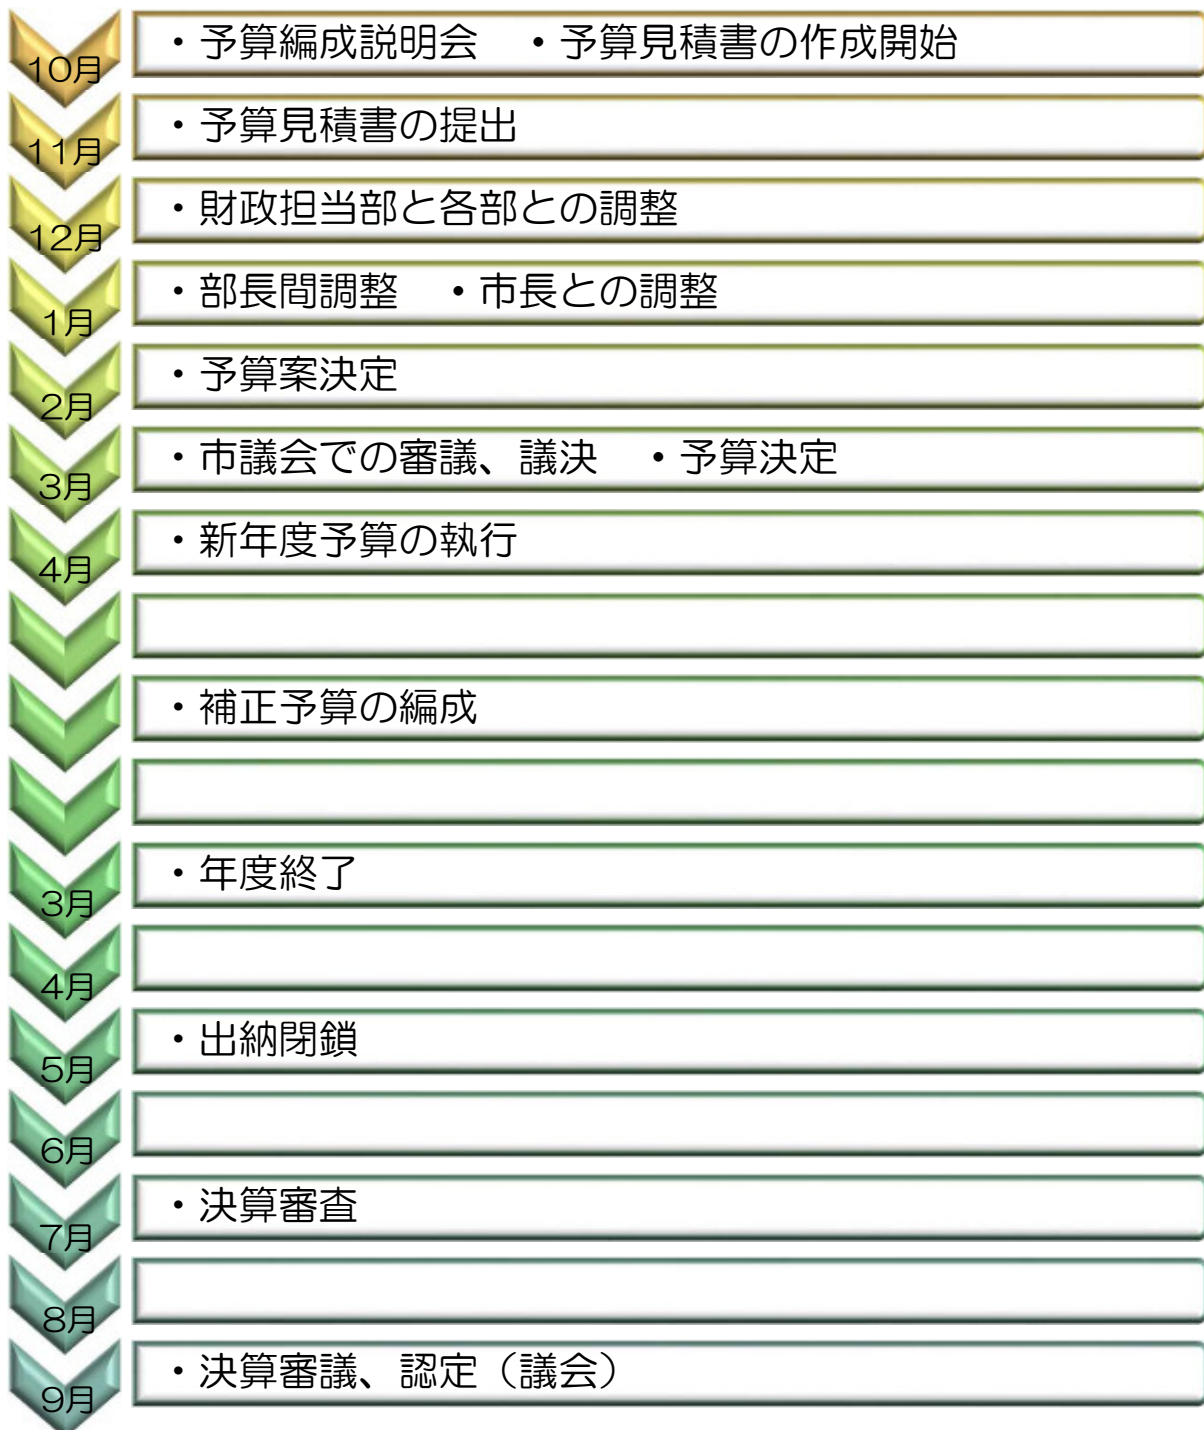 10月
・予算編成説明会　・予算見積書の作成開始
11月
・予算見積書の提出
12月
・財政担当部と各部との調整
1月
・部長間調整　・市長との調整
2月
・予算案決定
3月
・市議会での審議、議決　・予算決定
4月
・新年度予算の執行
・補正予算の編成
3月
・年度終了
4月
5月
・出納閉鎖
6月
7月
・決算審査
8月
9月
・決算審議、認定（議会）